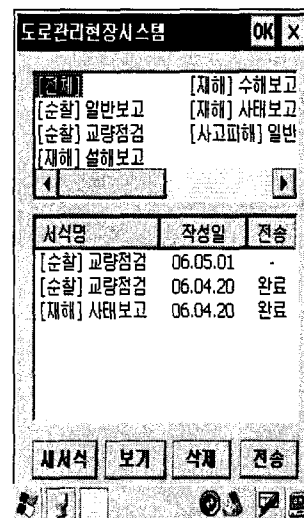 도로관리현장시스템 OK X
[전체] [재해] 수해보고
[순찰] 일반보고 [재해] 사태보고
[순찰] 교량점검 [사고피해] 일반
[재해] 설해보고
서식명 작성일 전송
[순찰] 교량점검 06.05.01 -
[순찰] 교량점검 06.04.20 완료
[재해] 사태보고 06.04.20 완료
새서식 보기 삭제 전송